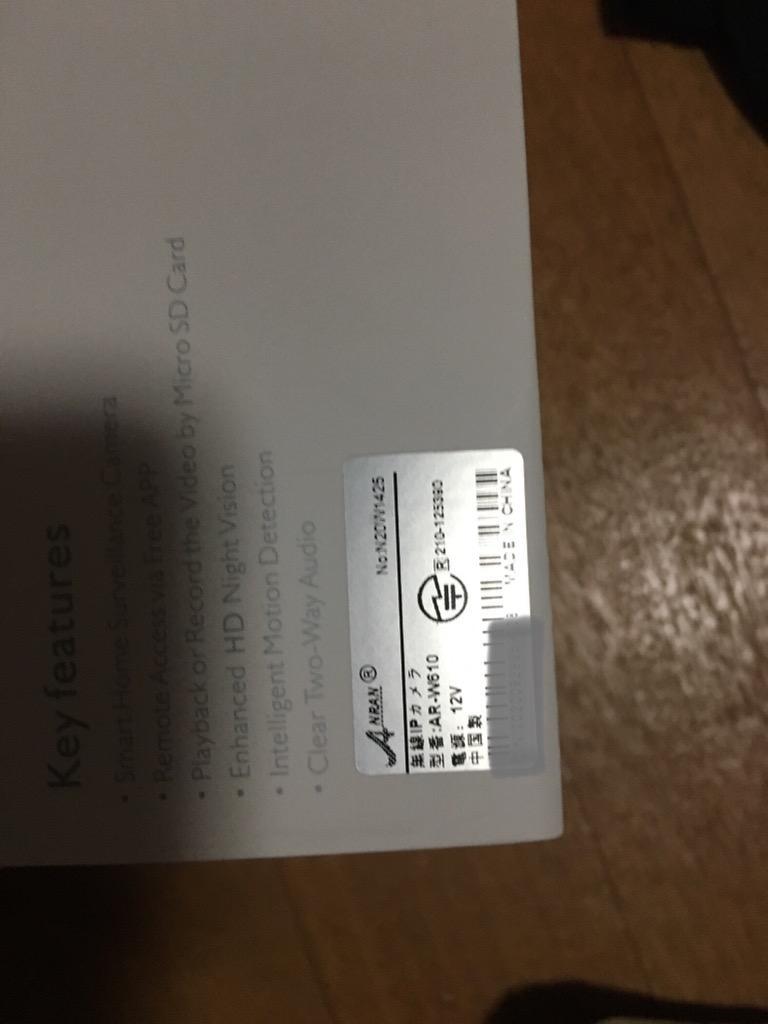 Key features
• Smart Home Surveillance Camera
• Remote Access via Free APP
• Playback or Record the Video by Micro SD Card
• Enhanced HD Night Vision
• Intelligent Motion Detection
• Clear Two-Way Audio
ANRAN ® No:N20W1425
無線IPカメラ
型番:AR-W610 R 210-125390
電源: 12V
中国製
MADE IN CHINA